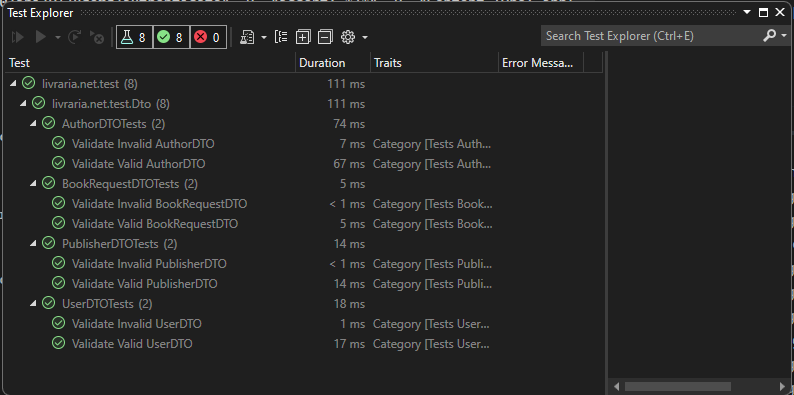 Test Explorer
8 8 0 Search Test Explorer (Ctrl+E)
Test Duration Traits Error Messa...
livraria.net.test (8) 111 ms
livraria.net.test.Dto (8) 111 ms
AuthorDTOTests (2) 74 ms
Validate Invalid AuthorDTO 7 ms Category [Tests Auth...
Validate Valid AuthorDTO 67 ms Category [Tests Auth...
BookRequestDTOTests (2) 5 ms
Validate Invalid BookRequestDTO < 1 ms Category [Tests Book...
Validate Valid BookRequestDTO 5 ms Category [Tests Book...
PublisherDTOTests (2) 14 ms
Validate Invalid PublisherDTO < 1 ms Category [Tests Publi...
Validate Valid PublisherDTO 14 ms Category [Tests Publi...
UserDTOTests (2) 18 ms
Validate Invalid UserDTO 1 ms Category [Tests User...
Validate Valid UserDTO 17 ms Category [Tests User...